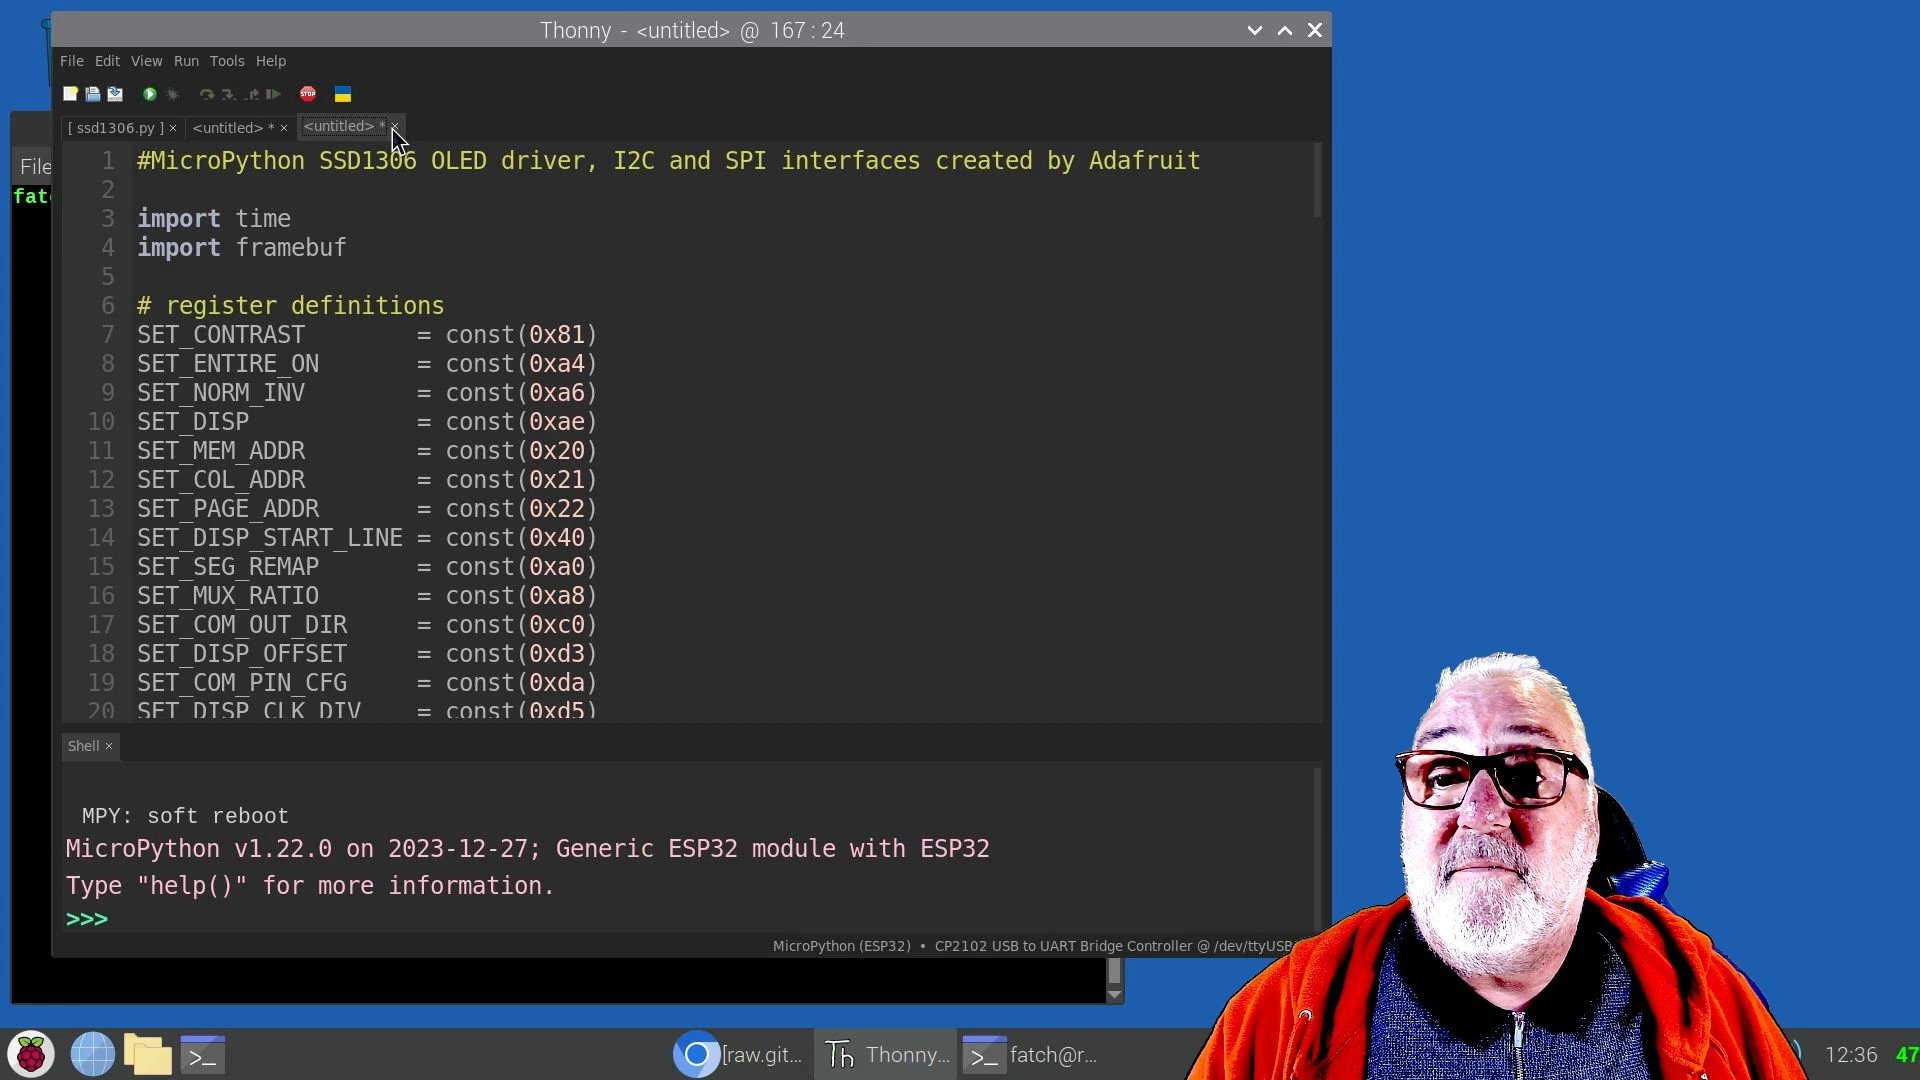 Thonny - <untitled> @ 167 : 24
File Edit View Run Tools Help
STOP
[ ssd1306.py ] × <untitled> * × <untitled> * ×
File
fat
1 #MicroPython SSD1306 OLED driver, I2C and SPI interfaces created by Adafruit
2
3 import time
4 import framebuf
5
6 # register definitions
7 SET_CONTRAST = const(0x81)
8 SET_ENTIRE_ON = const(0xa4)
9 SET_NORM_INV = const(0xa6)
10 SET_DISP = const(0xae)
11 SET_MEM_ADDR = const(0x20)
12 SET_COL_ADDR = const(0x21)
13 SET_PAGE_ADDR = const(0x22)
14 SET_DISP_START_LINE = const(0x40)
15 SET_SEG_REMAP = const(0xa0)
16 SET_MUX_RATIO = const(0xa8)
17 SET_COM_OUT_DIR = const(0xc0)
18 SET_DISP_OFFSET = const(0xd3)
19 SET_COM_PIN_CFG = const(0xda)
20 SET_DISP_CLK_DIV = const(0xd5)
Shell ×
MPY: soft reboot
MicroPython v1.22.0 on 2023-12-27; Generic ESP32 module with ESP32
Type "help()" for more information.
>>>
MicroPython (ESP32) • CP2102 USB to UART Bridge Controller @ /dev/ttyUSB
>_ [raw.git... Th Thonny... >_ fatch@r... 12:36 47